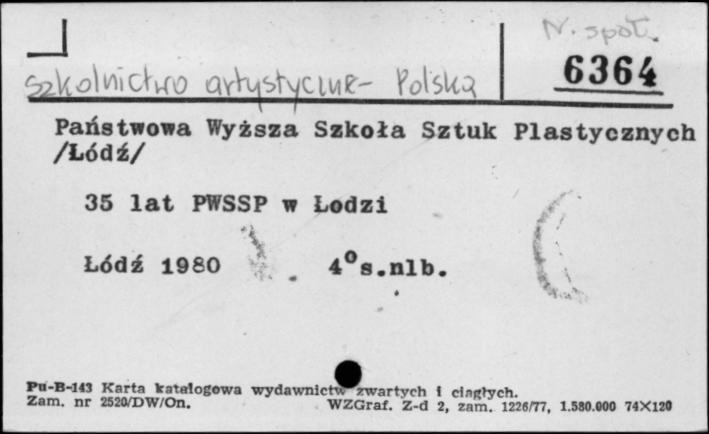 N. społ.
6364
szkolnictwo artystyczne - Polska
Państwowa Wyższa Szkoła Sztuk Plastycznych
/Łódź/
35 lat PWSSP w Łodzi
Łódź 1980 . 4°s.nlb.
Pu-B-143 Karta katalogowa wydawnictw zwartych i ciągłych.
Zam. nr 2520/DW/On. WZGraf. Z-d 2, zam. 1226/77, 1.580.000 74X120